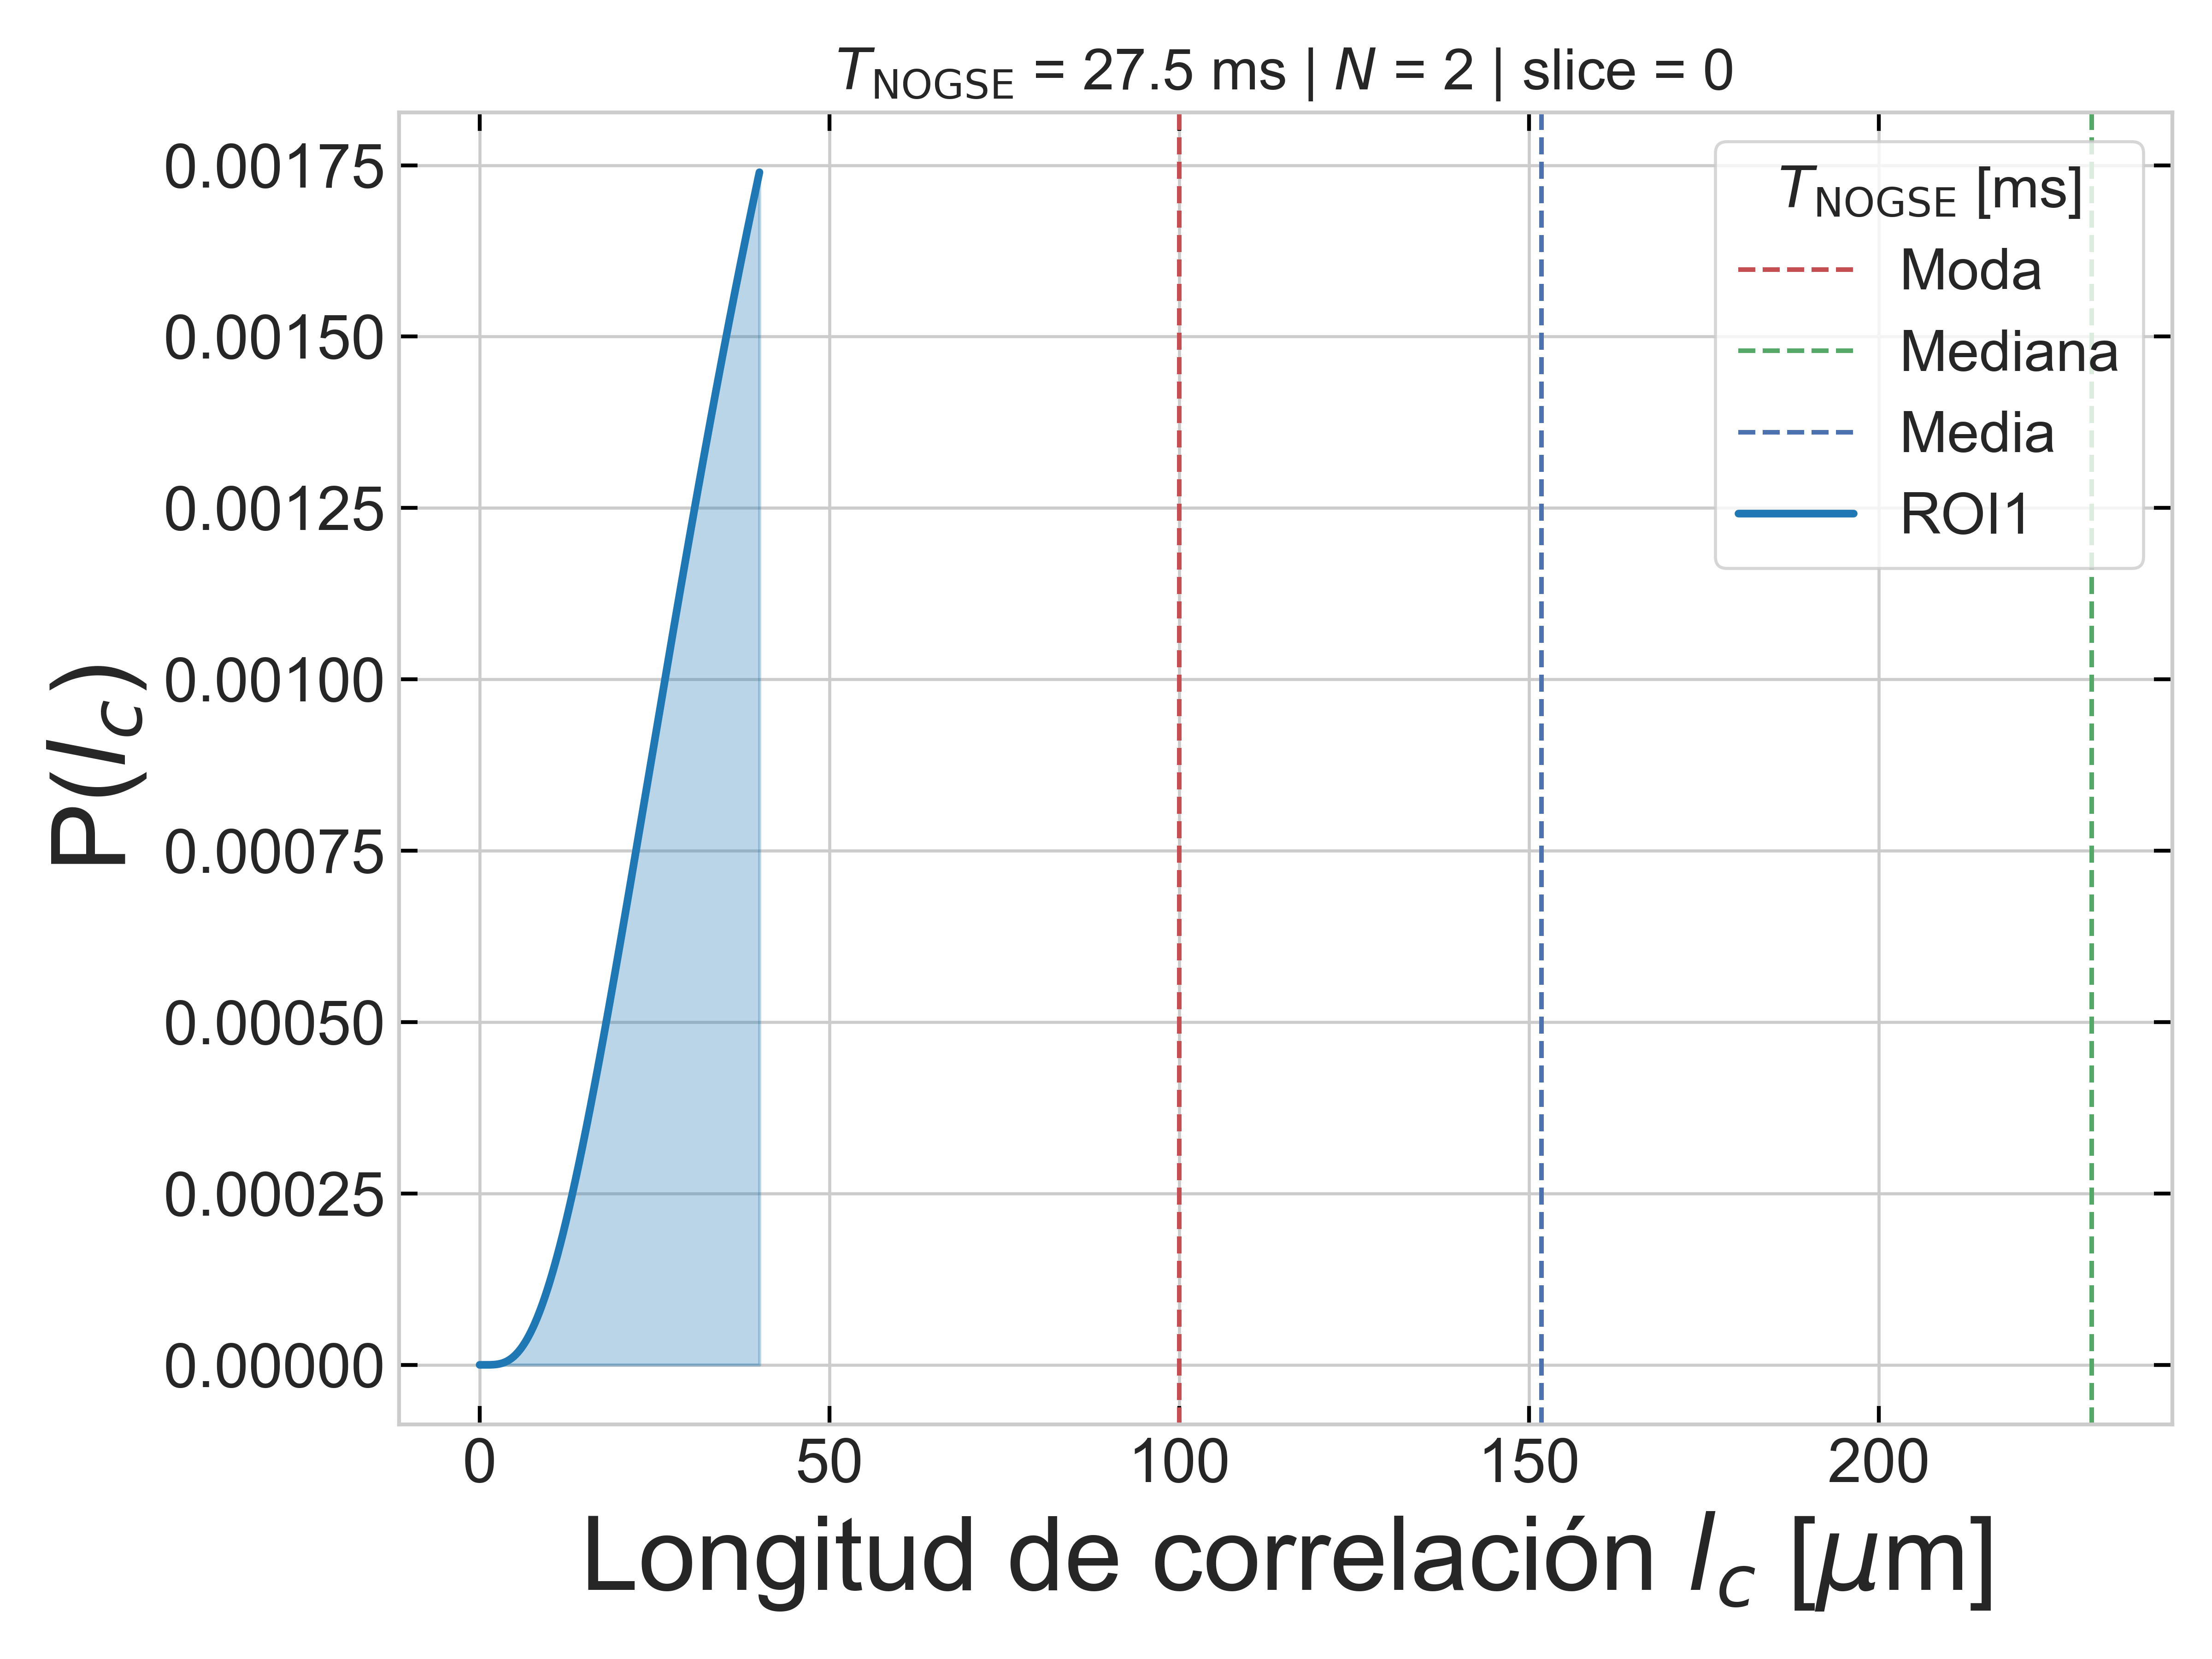 T_NOGSE = 27.5 ms | N = 2 | slice = 0
0.00175
0.00150
0.00125
0.00100
0.00075
0.00050
0.00025
0.00000
P(l_c)
T_NOGSE [ms]
Moda
Mediana
Media
ROI1
0 50 100 150 200
Longitud de correlación l_c [μm]